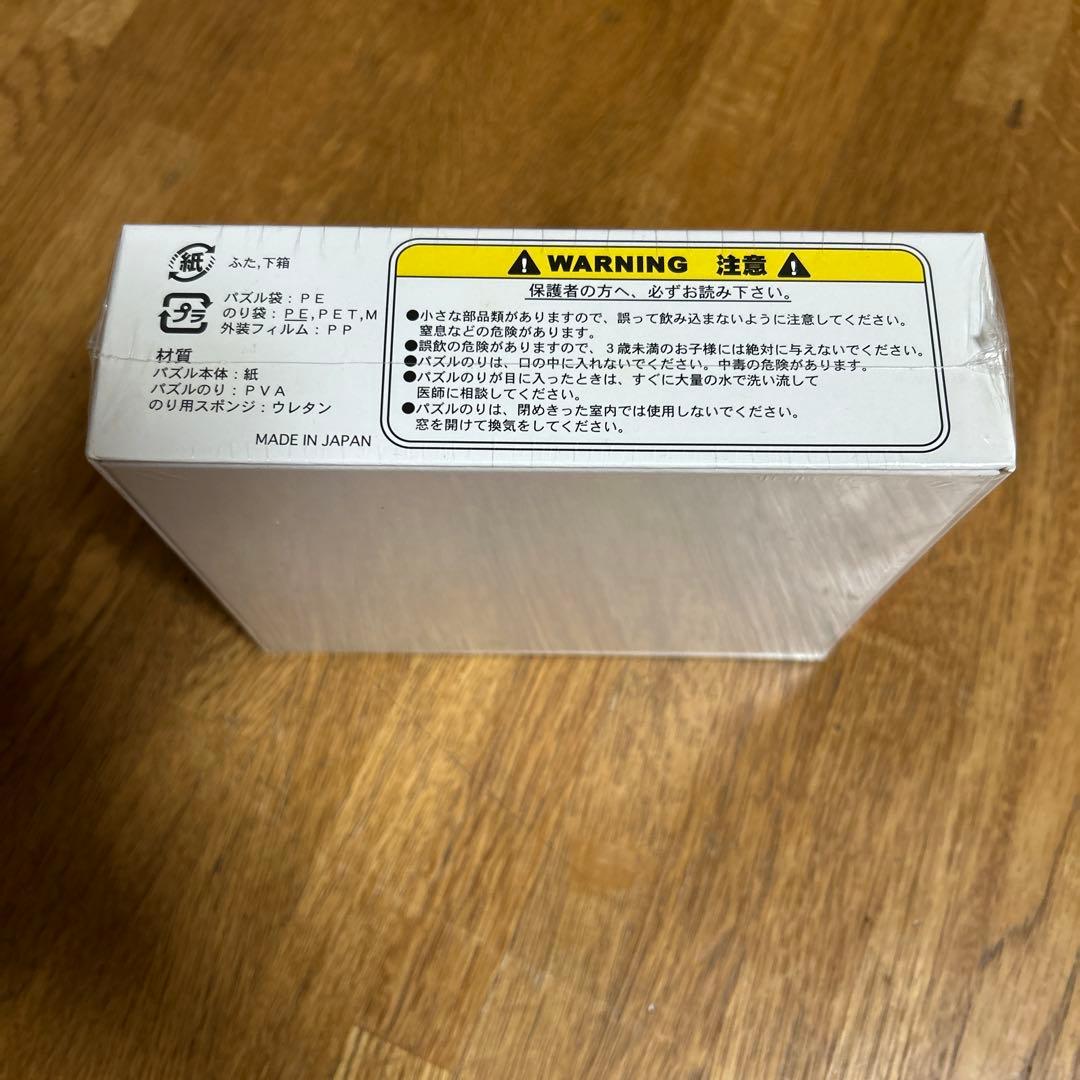 紙 ふた,下箱
プラ
パズル袋：ＰＥ
のり袋：ＰＥ,ＰＥＴ,Ｍ
外装フィルム：ＰＰ
材質
パズル本体：紙
パズルのり：ＰＶＡ
のり用スポンジ：ウレタン
MADE IN JAPAN
WARNING 注意
保護者の方へ、必ずお読み下さい。
●小さな部品類がありますので、誤って飲み込まないように注意してください。
窒息などの危険があります。
●誤飲の危険がありますので、３歳未満のお子様には絶対に与えないでください。
●パズルのりは、口の中に入れないでください。中毒の危険があります。
●パズルのりが目に入ったときは、すぐに大量の水で洗い流して
医師に相談してください。
●パズルのりは、閉めきった室内では使用しないでください。
窓を開けて換気をしてください。